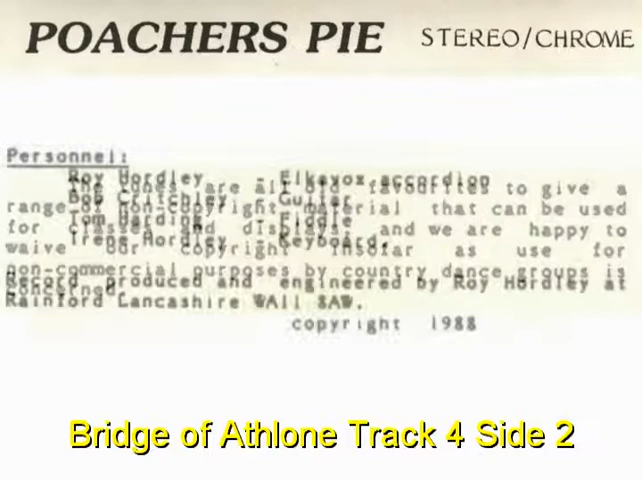 POACHERS PIE STEREO/CHROME
Personnel:
Roy Hordley - Elkavox accordion
The tunes are all old favourites to give a
Bob Critchley - Guitar
range of non-copyright material that can be used
Tom Harding - Fiddle
for classes and displays, and we are happy to
Irene Hordley - Keyboard.
waive our copyright insofar as use for
non-commercial purposes by country dance groups is
concerned.
Record produced and engineered by Roy Hordley at
Rainford Lancashire WA11 8AW.
copyright 1988
Bridge of Athlone Track 4 Side 2